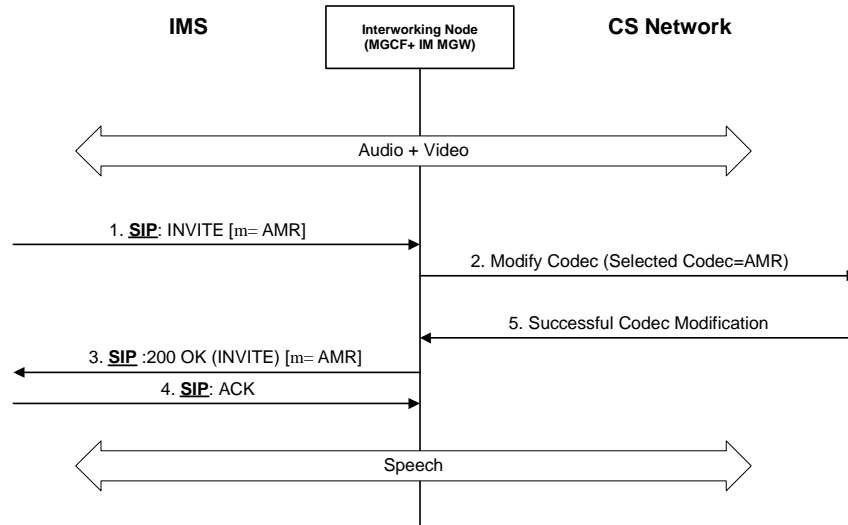 IMS
Interworking Node
(MGCF+ IM MGW)
CS Network
Audio + Video
1. SIP: INVITE [m= AMR]
2. Modify Codec (Selected Codec=AMR)
5. Successful Codec Modification
3. SIP :200 OK (INVITE) [m= AMR]
4. SIP: ACK
Speech